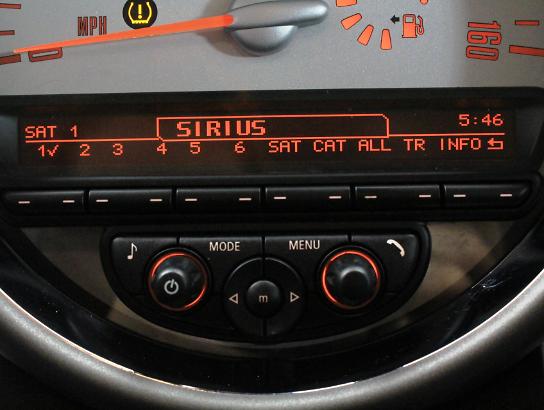 MPH
160
SIRIUS
5:46
SAT 1
1√ 2 3 4 5 6 SAT CAT ALL TR INFO
MODE MENU
m